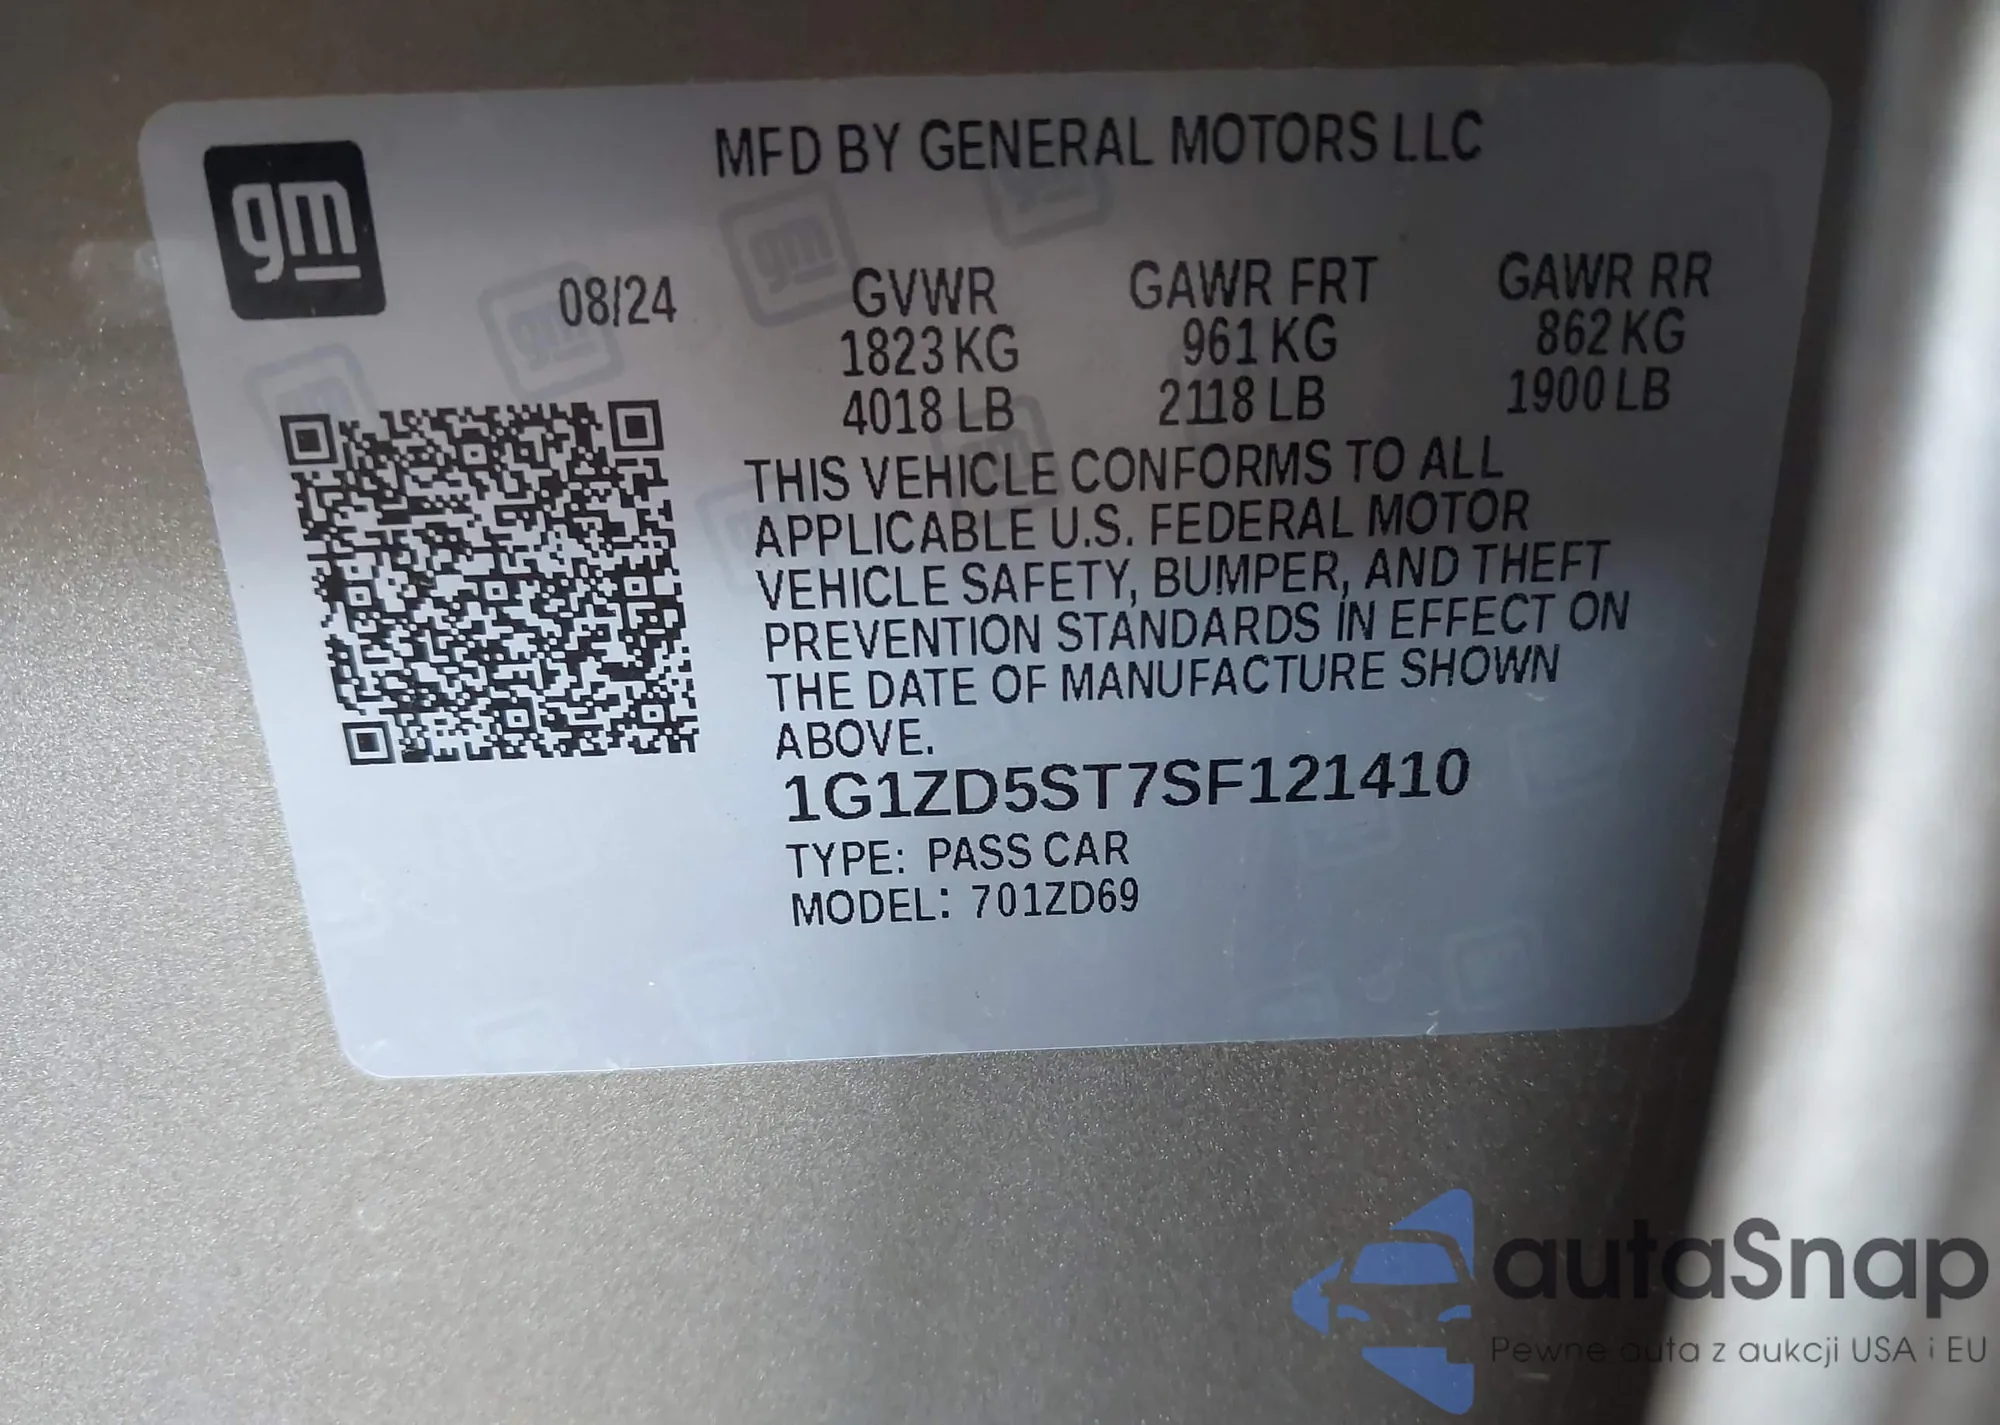 gm
MFD BY GENERAL MOTORS LLC
08/24
GVWR GAWR FRT GAWR RR
1823 KG 961 KG 862 KG
4018 LB 2118 LB 1900 LB
THIS VEHICLE CONFORMS TO ALL
APPLICABLE U.S. FEDERAL MOTOR
VEHICLE SAFETY, BUMPER, AND THEFT
PREVENTION STANDARDS IN EFFECT ON
THE DATE OF MANUFACTURE SHOWN
ABOVE.
1G1ZD5ST7SF121410
TYPE: PASS CAR
MODEL: 701ZD69
autaSnap
Pewne auta z aukcji USA i EU